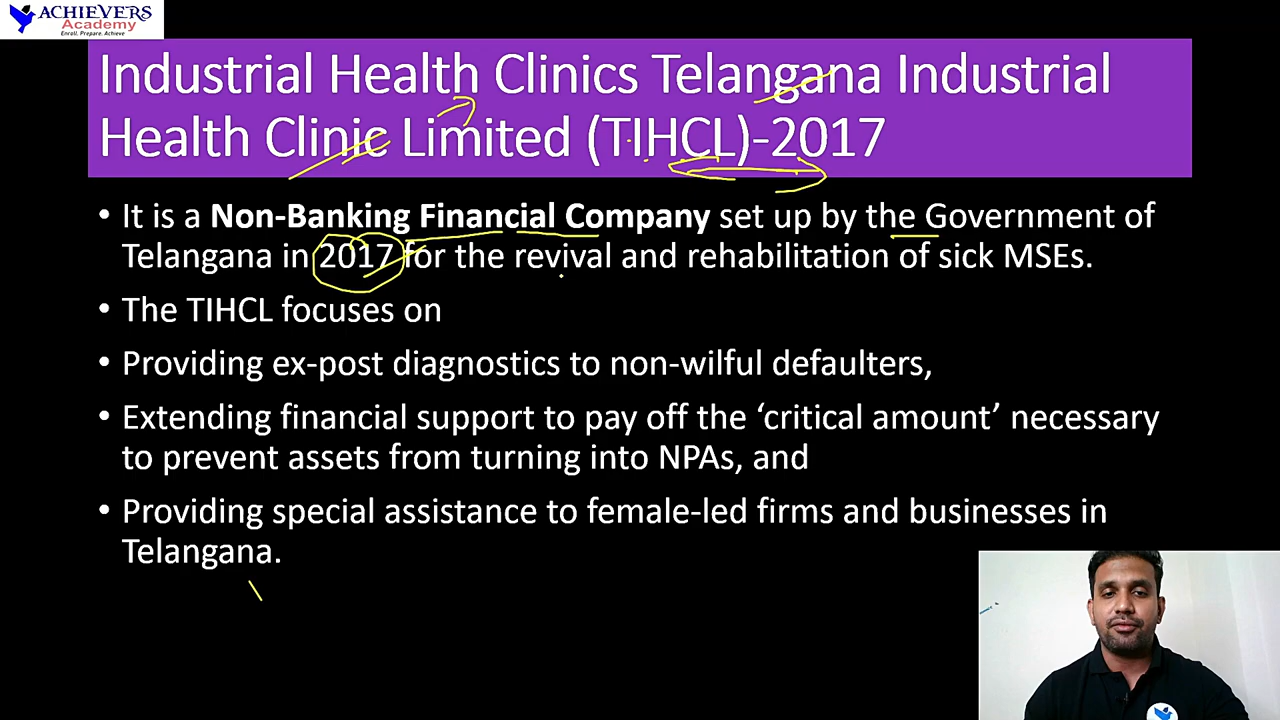 ACHIEVERS
Academy
Enroll. Prepare. Achieve
Industrial Health Clinics Telangana Industrial
Health Clinic Limited (TIHCL)-2017
• It is a Non-Banking Financial Company set up by the Government of
Telangana in 2017 for the revival and rehabilitation of sick MSEs.
• The TIHCL focuses on
• Providing ex-post diagnostics to non-wilful defaulters,
• Extending financial support to pay off the ‘critical amount’ necessary
to prevent assets from turning into NPAs, and
• Providing special assistance to female-led firms and businesses in
Telangana.